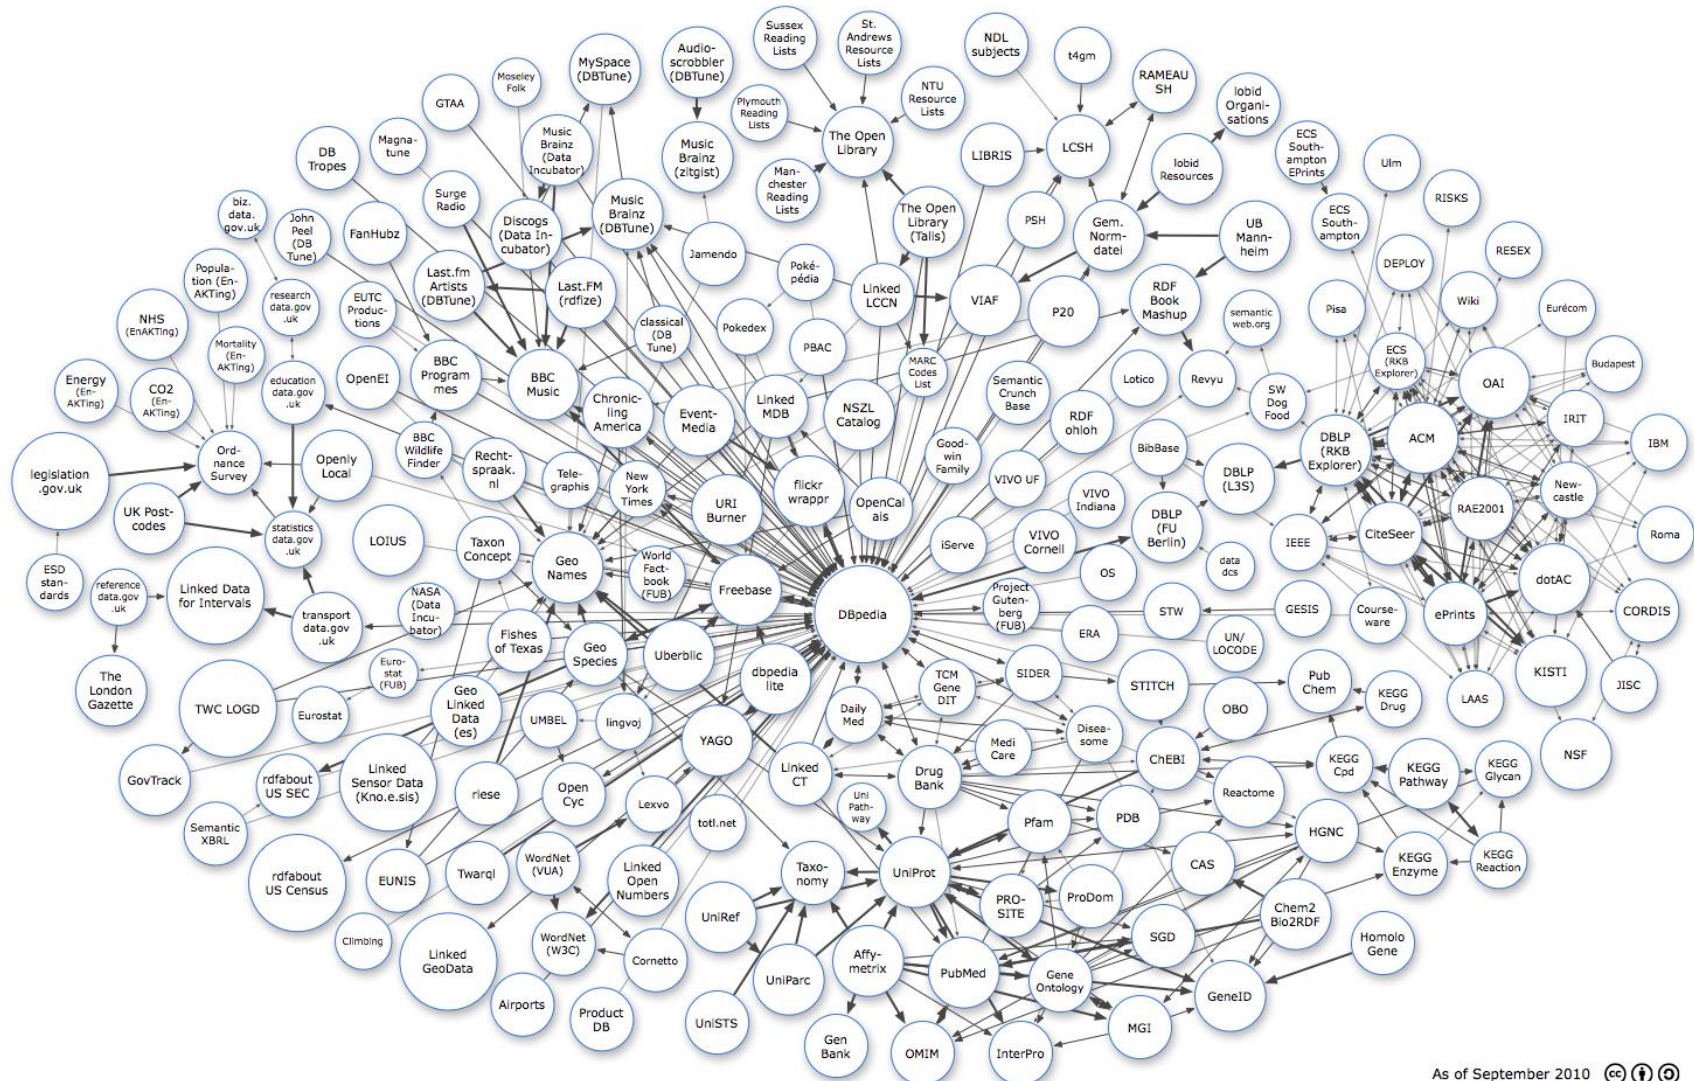 Sussex
Reading
Lists
St.
Andrews
Resource
Lists
NDL
subjects
t4gm
RAMEAU
SH
lobid
Organi-
sations
MySpace
(DBTune)
Audio-
scrobbler
(DBTune)
Moseley
Folk
GTAA
Plymouth
Reading
Lists
NTU
Resource
Lists
The Open
Library
LIBRIS
LCSH
lobid
Resources
ECS
South-
ampton
EPrints
Ulm
Magna-
tune
DB
Tropes
Music
Brainz
(Data
Incubator)
Music
Brainz
(zitgist)
Man-
chester
Reading
Lists
RISKS
biz.
data.
gov.uk
John
Peel
(DB
Tune)
FanHubz
Surge
Radio
Discogs
(Data In-
cubator)
Music
Brainz
(DBTune)
The Open
Library
(Talis)
PSH
Gem.
Norm-
datei
UB
Mann-
heim
ECS
South-
ampton
RESEX
Popula-
tion (En-
AKTing)
Last.fm
Artists
(DBTune)
Last.FM
(rdfize)
Jamendo
Poké-
pédia
Linked
LCCN
VIAF
P20
RDF
Book
Mashup
DEPLOY
Wiki
NHS
(EnAKTing)
research
data.gov
.uk
EUTC
Produc-
tions
classical
(DB
Tune)
Pokedex
PBAC
semantic
web.org
Pisa
Eurécom
Mortality
(En-
AKTing)
Energy
(En-
AKTing)
CO2
(En-
AKTing)
education
data.gov
.uk
OpenEI
BBC
Program
mes
BBC
Music
Chronic-
ling
America
Event-
Media
Linked
MDB
NSZL
Catalog
MARC
Codes
List
Semantic
Crunch
Base
Lotico
Revyu
SW
Dog
Food
ECS
(RKB
Explorer)
OAI
Budapest
RDF
ohloh
IRIT
IBM
legislation
.gov.uk
Ord-
nance
Survey
Openly
Local
BBC
Wildlife
Finder
Recht-
spraak.
nl
Tele-
graphis
New
York
Times
URI
Burner
flickr
wrappr
OpenCal
ais
Good-
win
Family
VIVO UF
BibBase
DBLP
(L3S)
DBLP
(RKB
Explorer)
ACM
New-
castle
UK Post-
codes
statistics
data.gov
.uk
LOIUS
Taxon
Concept
Geo
Names
World
Fact-
book
(FUB)
Freebase
iServe
VIVO
Cornell
VIVO
Indiana
DBLP
(FU
Berlin)
IEEE
CiteSeer
RAE2001
Roma
ESD
stan-
dards
reference
data.gov
.uk
Linked Data
for Intervals
transport
data.gov
.uk
NASA
(Data
Incu-
bator)
Fishes
of Texas
DBpedia
Project
Guten-
berg
(FUB)
OS
data
dcs
STW
GESIS
Course-
ware
ePrints
dotAC
CORDIS
ERA
UN/
LOCODE
The
London
Gazette
TWC LOGD
Euro-
stat
(FUB)
Eurostat
Geo
Linked
Data
(es)
Geo
Species
Uberblic
dbpedia
lite
TCM
Gene
DIT
SIDER
STITCH
Pub
Chem
KEGG
Drug
LAAS
KISTI
JISC
UMBEL
lingvoj
YAGO
Daily
Med
Medi
Care
Disea-
some
OBO
NSF
GovTrack
rdfabout
US SEC
Linked
Sensor Data
(Kno.e.sis)
riese
Open
Cyc
Lexvo
Linked
CT
Drug
Bank
ChEBI
KEGG
Cpd
KEGG
Pathway
KEGG
Glycan
Semantic
XBRL
totl.net
Uni
Path-
way
Pfam
PDB
Reactome
HGNC
rdfabout
US Census
EUNIS
Twarql
WordNet
(VUA)
Linked
Open
Numbers
Taxo-
nomy
UniProt
CAS
KEGG
Enzyme
KEGG
Reaction
UniRef
PRO-
SITE
ProDom
Chem2
Bio2RDF
Climbing
Linked
GeoData
WordNet
(W3C)
Cornetto
UniParc
Affy-
metrix
PubMed
Gene
Ontology
SGD
Homolo
Gene
GeneID
Airports
Product
DB
UniSTS
Gen
Bank
OMIM
InterPro
MGI
As of September 2010